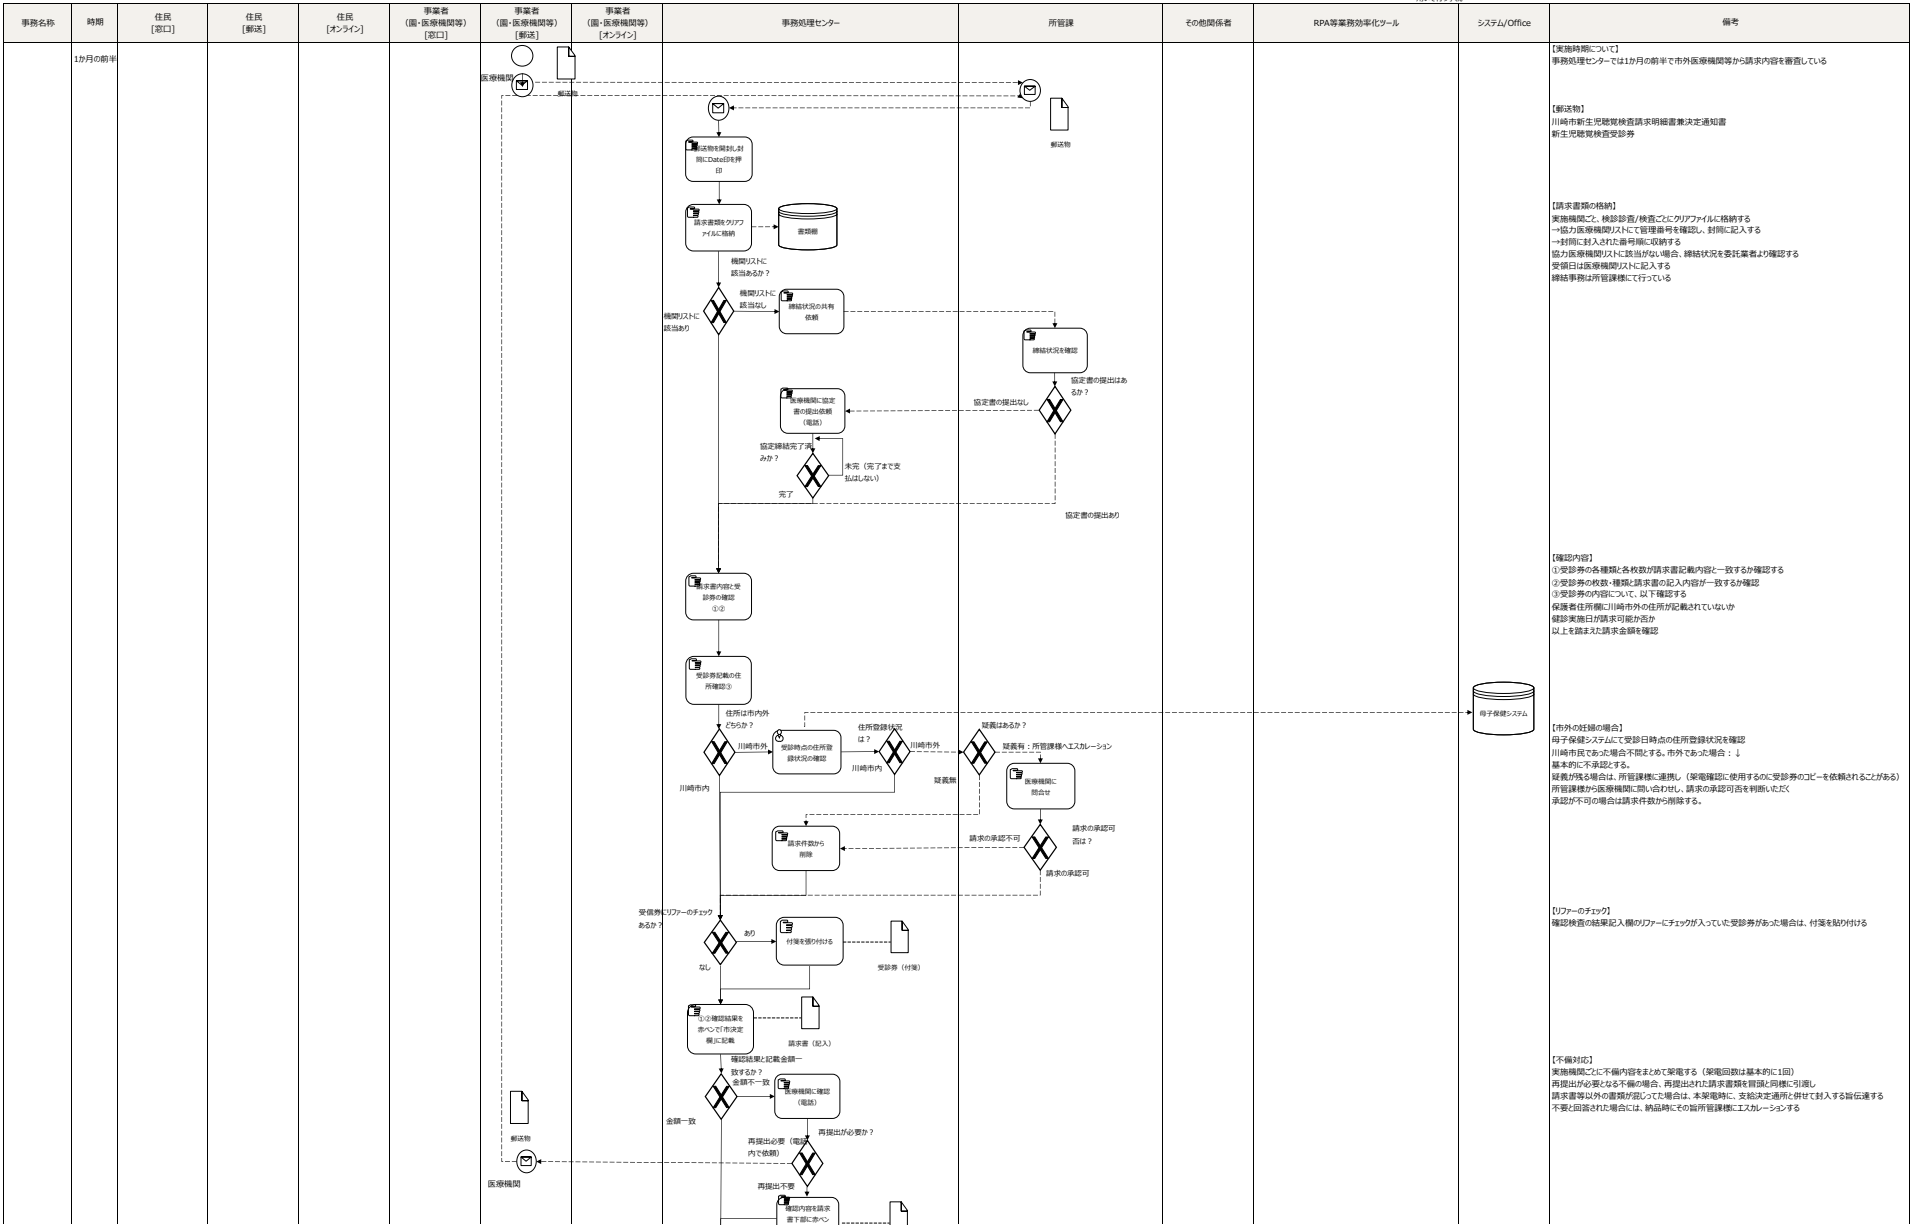 事務名称
時期
住民
[窓口]
住民
[郵送]
住民
[オンライン]
事業者
（園・医療機関等）
[窓口]
事業者
（園・医療機関等）
[郵送]
事業者
（園・医療機関等）
[オンライン]
事務処理センター
所管課
その他関係者
RPA等業務効率化ツール
システム/Office
備考
1か月の前半
医療機関
郵送物
郵送物
郵送物を開封し封
筒にDate印を押
印
請求書類をクリアフ
ァイルに格納
書類棚
機関リストに
該当あるか？
機関リストに
該当なし
機関リストに
該当あり
締結状況の共有
依頼
締結状況を確認
協定書の提出はあ
るか？
協定書の提出なし
医療機関に協定
書の提出依頼
（電話）
協定締結完了済
みか？
未完（完了まで支
払はしない）
完了
協定書の提出あり
請求書内容と受
診券の確認
①②
受診券記載の住
所確認③
住所は市内外
どちらか？
川崎市外
川崎市内
受診時点の住所登
録状況の確認
住所登録状況
は？
川崎市外
川崎市内
疑義はあるか？
疑義有：所管課様へエスカレーション
疑義無
医療機関に
問合せ
母子保健システム
請求件数から
削除
請求の承認不可
請求の承認可
否は？
請求の承認可
受信券にリファーのチェック
あるか？
あり
なし
付箋を張り付ける
受診券（付箋）
①②確認結果を
赤ペンで「市決定
欄」に記載
請求書（記入）
確認結果と記載金額一
致するか？
金額不一致
金額一致
医療機関に確認
（電話）
再提出が必要か？
再提出必要（電話
内で依頼）
再提出不要
郵送物
医療機関
確認内容を請求
書下部に赤ペン
【実施時期について】
事務処理センターでは1か月の前半で市外医療機関等から請求内容を審査している
【郵送物】
川崎市新生児聴覚検査請求明細書兼決定通知書
新生児聴覚検査受診券
【請求書類の格納】
実施機関ごと、検診診査/検査ごとにクリアファイルに格納する
→協力医療機関リストにて管理番号を確認し、封筒に記入する
→封筒に封入された番号順に収納する
協力医療機関リストに該当がない場合、締結状況を委託業者より確認する
受領日は医療機関リストに記入する
締結事務は所管課様にて行っている
【確認内容】
①受診券の各種類と各枚数が請求書記載内容と一致するか確認する
②受診券の枚数・種類と請求書の記入内容が一致するか確認
③受診券の内容について、以下確認する
保護者住所欄に川崎市外の住所が記載されていないか
健診実施日が請求可能か否か
以上を踏まえた請求金額を確認
【市外の妊婦の場合】
母子保健システムにて受診日時点の住所登録状況を確認
川崎市民であった場合不問とする。市外であった場合：↓
基本的に不承認とする。
疑義が残る場合は、所管課様に連携し（架電確認に使用するのに受診券のコピーを依頼されることがある）
所管課様から医療機関に問い合わせし、請求の承認可否を判断いただく
承認が不可の場合は請求件数から削除する。
【リファーのチェック】
確認検査の結果記入欄のリファーにチェックが入っていた受診券があった場合は、付箋を貼り付ける
【不備対応】
実施機関ごとに不備内容をまとめて架電する（架電回数は基本的に1回）
再提出が必要となる不備の場合、再提出された請求書類を冒頭と同様に引渡し
請求書等以外の書類が混じってた場合は、本架電時に、支給決定通所と併せて封入する旨伝達する
不要と回答された場合には、納品時にその旨所管課様にエスカレーションする